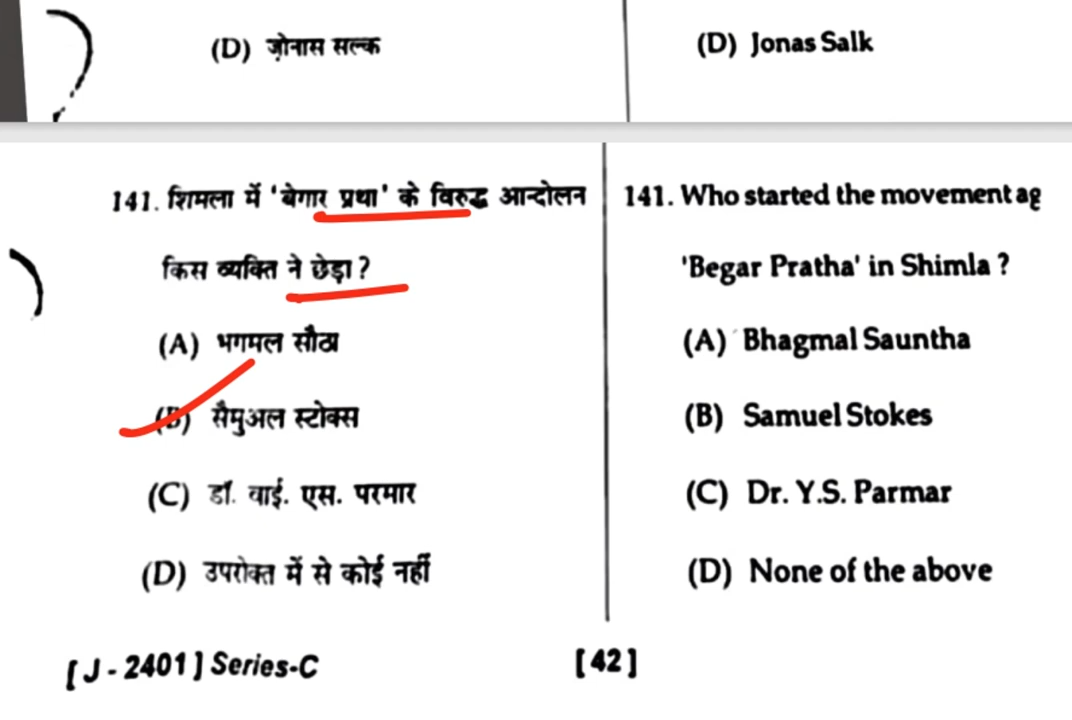 (D) ज़ोनास सल्क
(D) Jonas Salk
141. शिमला में 'बेगार प्रथा' के विरुद्ध आन्दोलन
किस व्यक्ति ने छेड़ा ?
(A) भगमल सौठा
(B) सैमुअल स्टोक्स
(C) डॉ. वाई. एस. परमार
(D) उपरोक्त में से कोई नहीं
141. Who started the movement ag
'Begar Pratha' in Shimla ?
(A) Bhagmal Sauntha
(B) Samuel Stokes
(C) Dr. Y.S. Parmar
(D) None of the above
[ J - 2401 ] Series-C
[ 42 ]